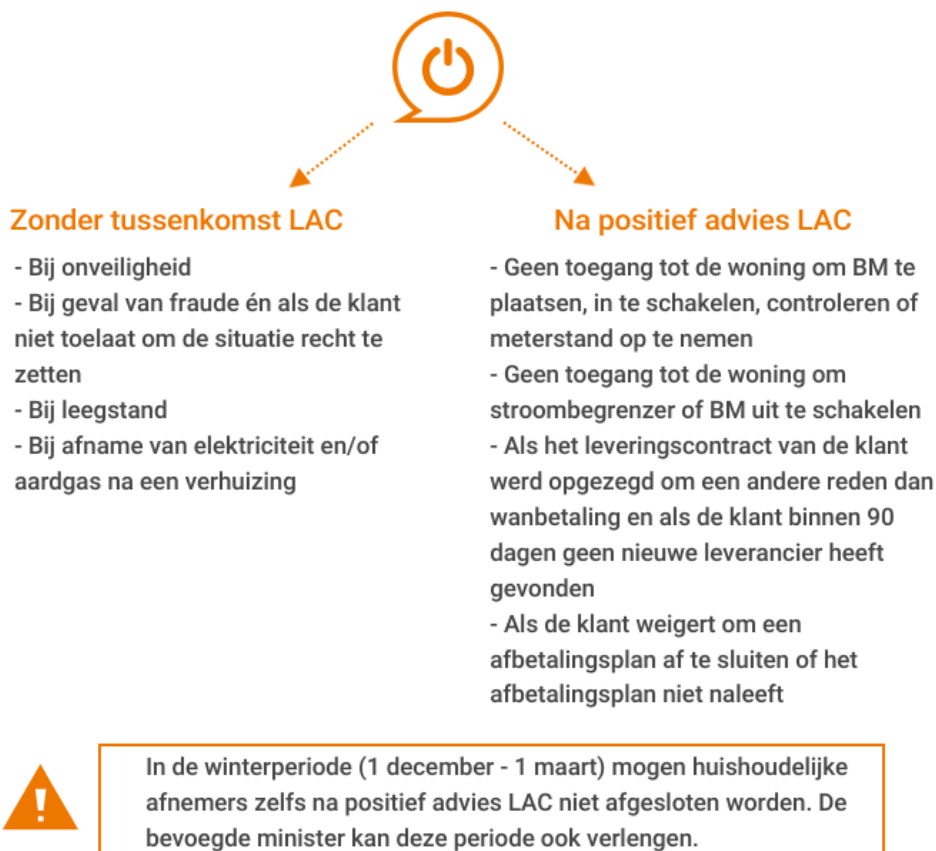 Zonder tussenkomst LAC
- Bij onveiligheid
- Bij geval van fraude én als de klant
niet toelaat om de situatie recht te
zetten
- Bij leegstand
- Bij afname van elektriciteit en/of
aardgas na een verhuizing
Na positief advies LAC
- Geen toegang tot de woning om BM te
plaatsen, in te schakelen, controleren of
meterstand op te nemen
- Geen toegang tot de woning om
stroombegrenzer of BM uit te schakelen
- Als het leveringscontract van de klant
werd opgezegd om een andere reden dan
wanbetaling en als de klant binnen 90
dagen geen nieuwe leverancier heeft
gevonden
- Als de klant weigert om een
afbetalingsplan af te sluiten of het
afbetalingsplan niet naleeft
In de winterperiode (1 december - 1 maart) mogen huishoudelijke
afnemers zelfs na positief advies LAC niet afgesloten worden. De
bevoegde minister kan deze periode ook verlengen.